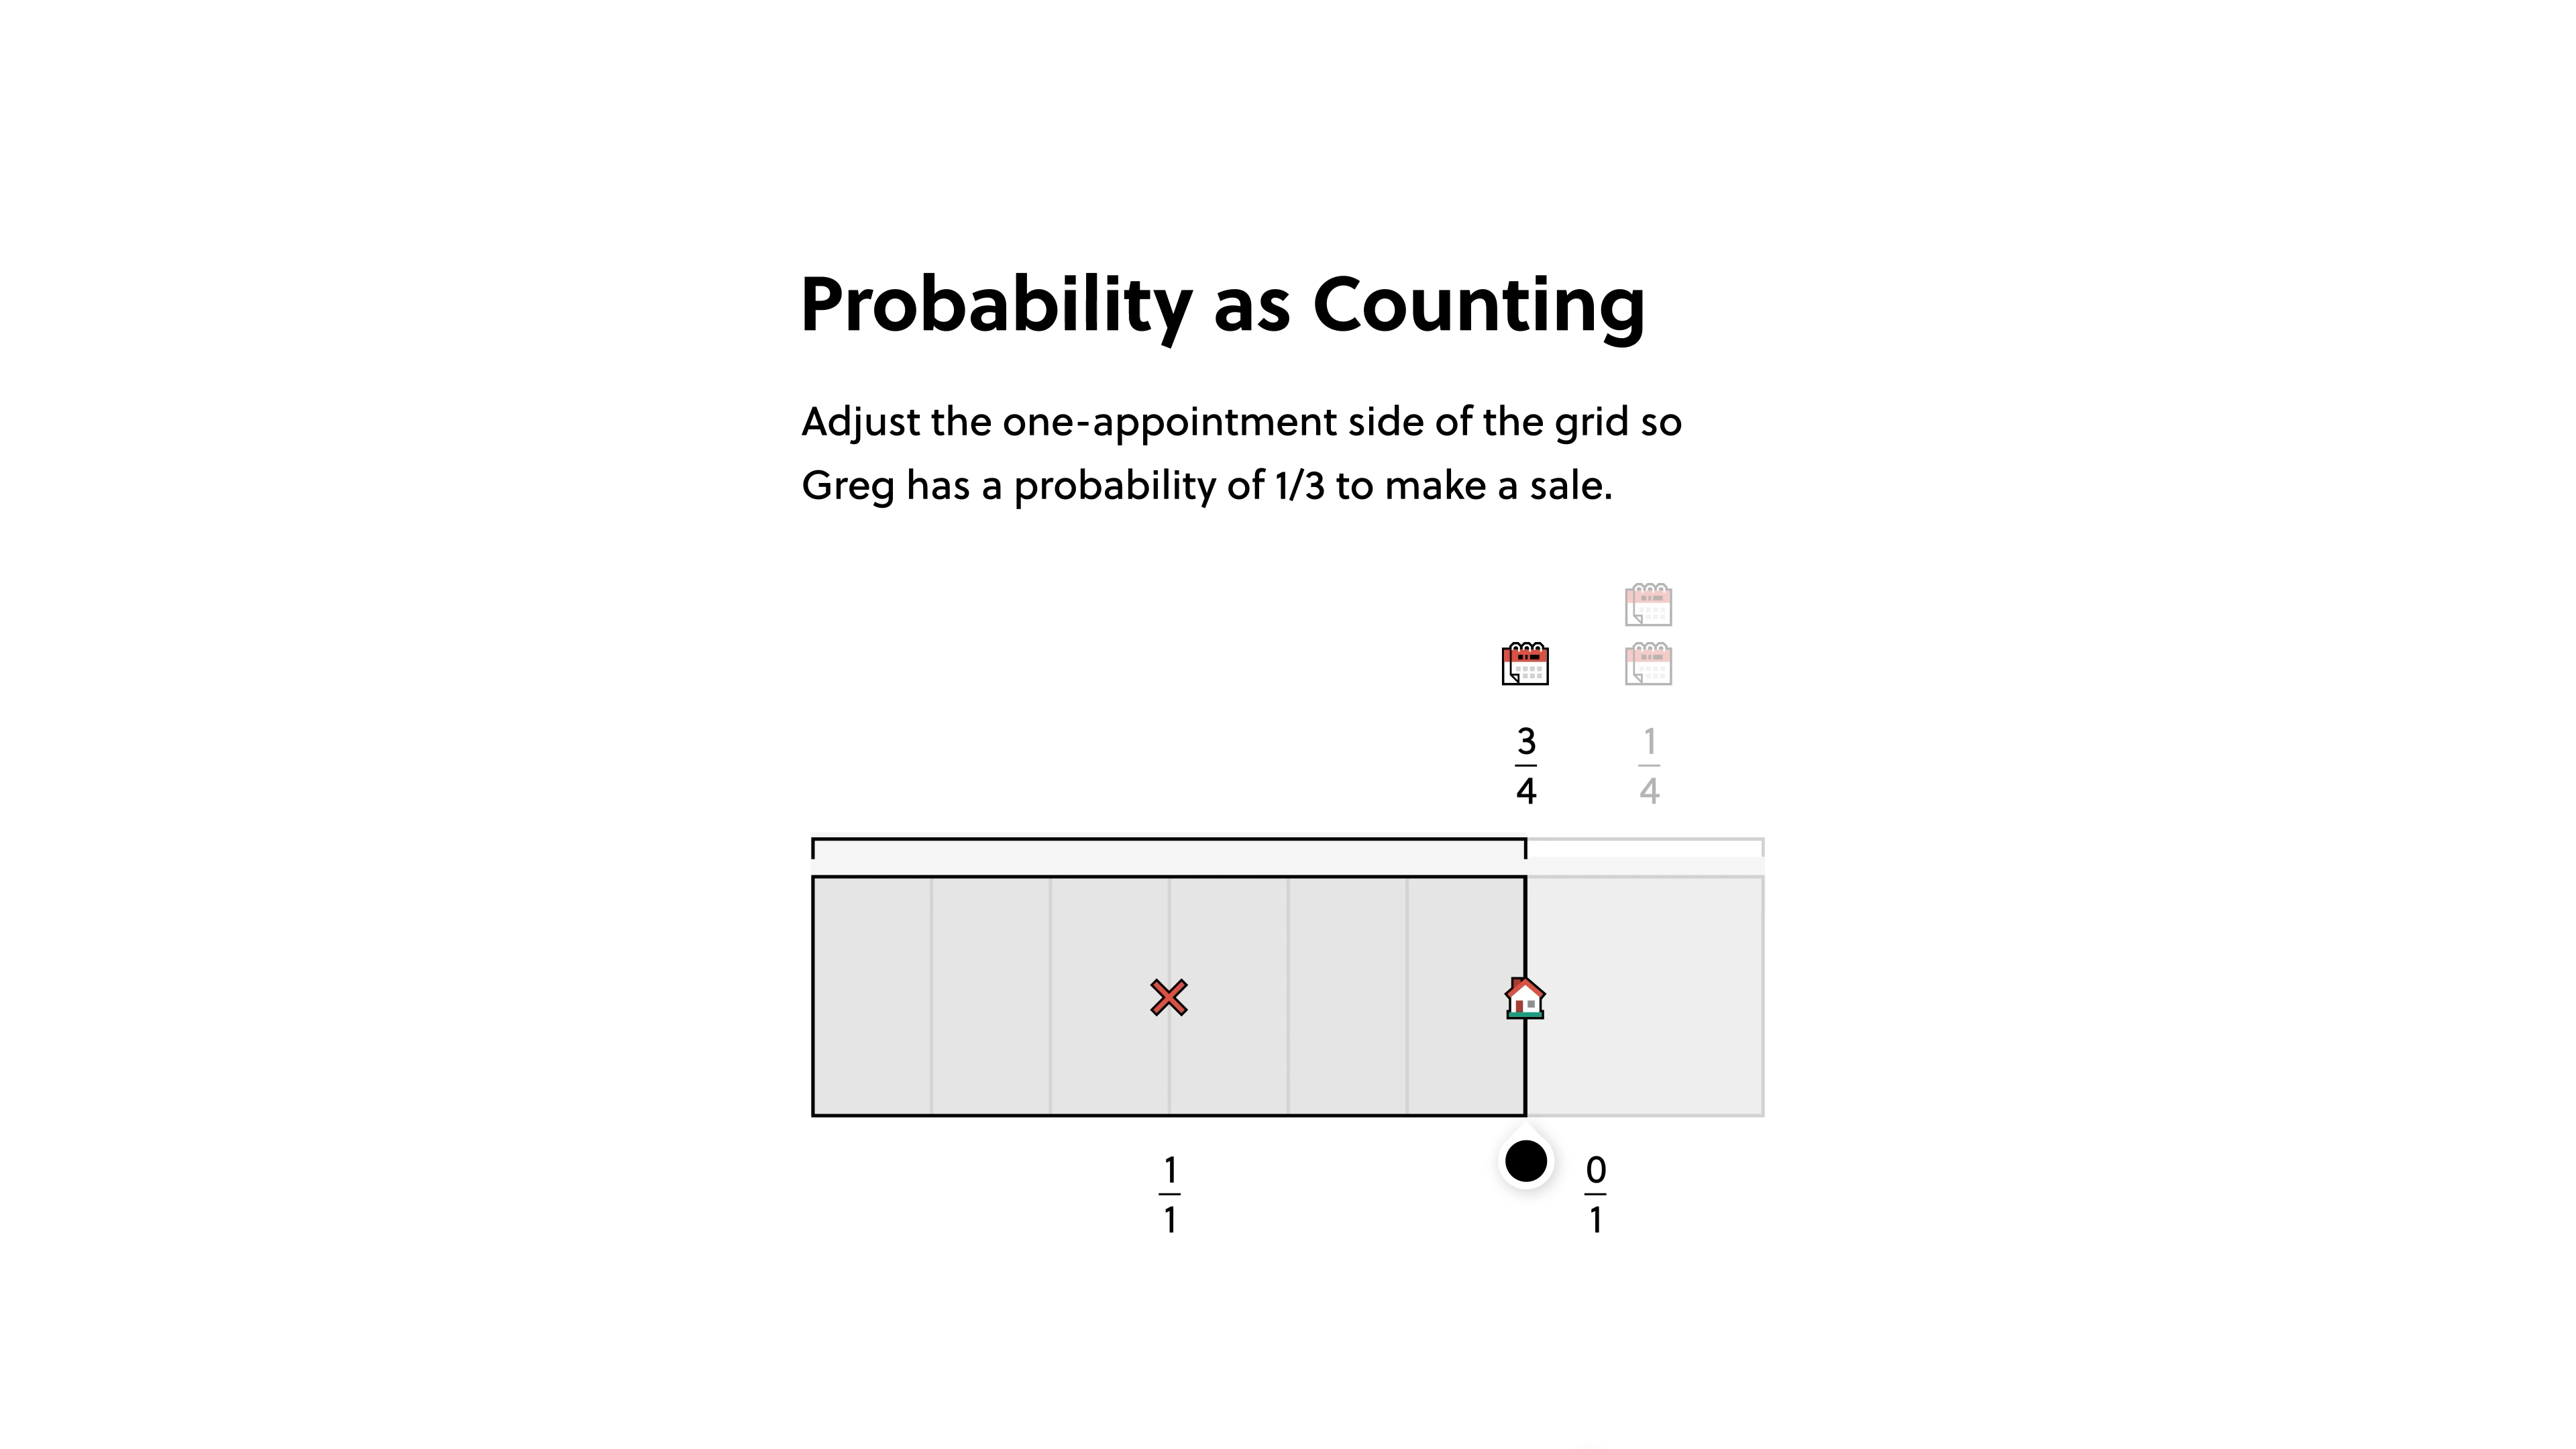 Probability as Counting
Adjust the one-appointment side of the grid so
Greg has a probability of 1/3 to make a sale.
3/4 1/4
1/1 0/1